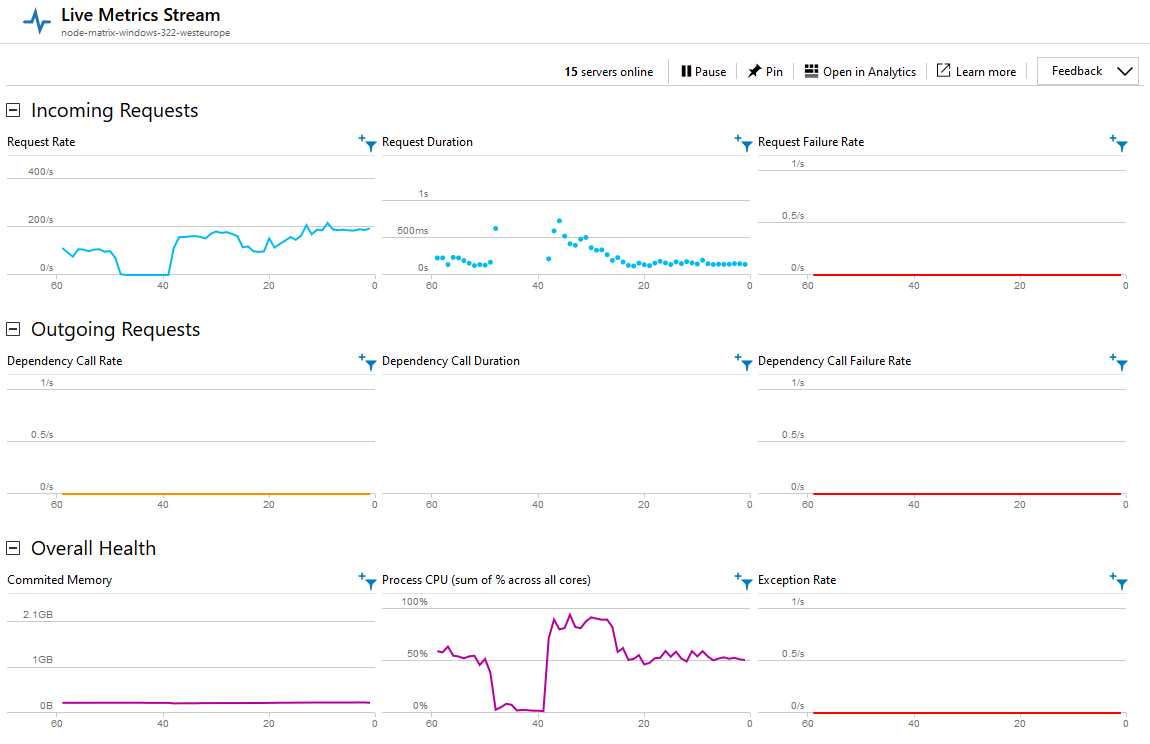 Live Metrics Stream
node-matrix-windows-322-westeurope
15 servers online Pause Pin Open in Analytics Learn more Feedback
Incoming Requests
Request Rate Request Duration Request Failure Rate
400/s
200/s
0/s
60 40 20 0
1s
500ms
0s
60 40 20 0
1/s
0.5/s
0/s
60 40 20 0
Outgoing Requests
Dependency Call Rate Dependency Call Duration Dependency Call Failure Rate
1/s
0.5/s
0/s
60 40 20 0
60 40 20 0
1/s
0.5/s
0/s
60 40 20 0
Overall Health
Commited Memory Process CPU (sum of % across all cores) Exception Rate
2.1GB
1GB
0B
60 40 20 0
100%
50%
0%
60 40 20 0
1/s
0.5/s
0/s
60 40 20 0